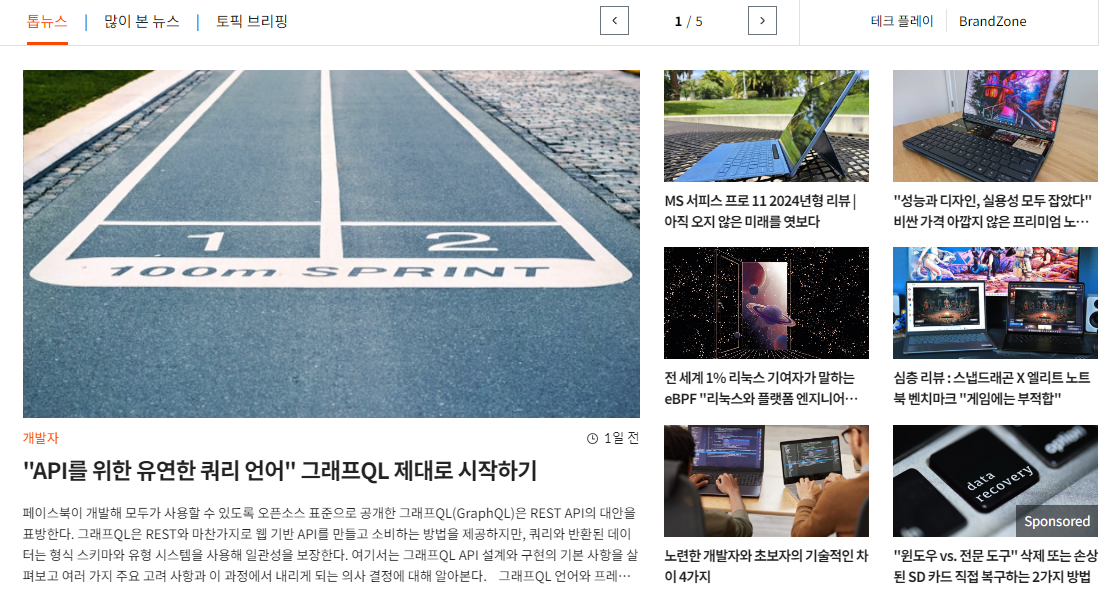 톱뉴스 | 많이 본 뉴스 | 토픽 브리핑
1 / 5
테크 플레이 BrandZone
1 2
100m SPRINT
개발자
1일 전
"API를 위한 유연한 쿼리 언어" 그래프QL 제대로 시작하기
페이스북이 개발해 모두가 사용할 수 있도록 오픈소스 표준으로 공개한 그래프QL(GraphQL)은 REST API의 대안을
표방한다. 그래프QL은 REST와 마찬가지로 웹 기반 API를 만들고 소비하는 방법을 제공하지만, 쿼리와 반환된 데이
터는 형식 스키마와 유형 시스템을 사용해 일관성을 보장한다. 여기서는 그래프QL API 설계와 구현의 기본 사항을 살
펴보고 여러 가지 주요 고려 사항과 이 과정에서 내리게 되는 의사 결정에 대해 알아본다. 그래프QL 언어와 프레…
MS 서피스 프로 11 2024년형 리뷰 |
아직 오지 않은 미래를 엿보다
"성능과 디자인, 실용성 모두 잡았다"
비싼 가격 아깝지 않은 프리미엄 노…
전 세계 1% 리눅스 기여자가 말하는
eBPF "리눅스와 플랫폼 엔지니어…
심층 리뷰 : 스냅드래곤 X 엘리트 노트
북 벤치마크 "게임에는 부적합"
노련한 개발자와 초보자의 기술적인 차
이 4가지
option
data
recovery
Sponsored
"윈도우 vs. 전문 도구" 삭제 또는 손상
된 SD 카드 직접 복구하는 2가지 방법